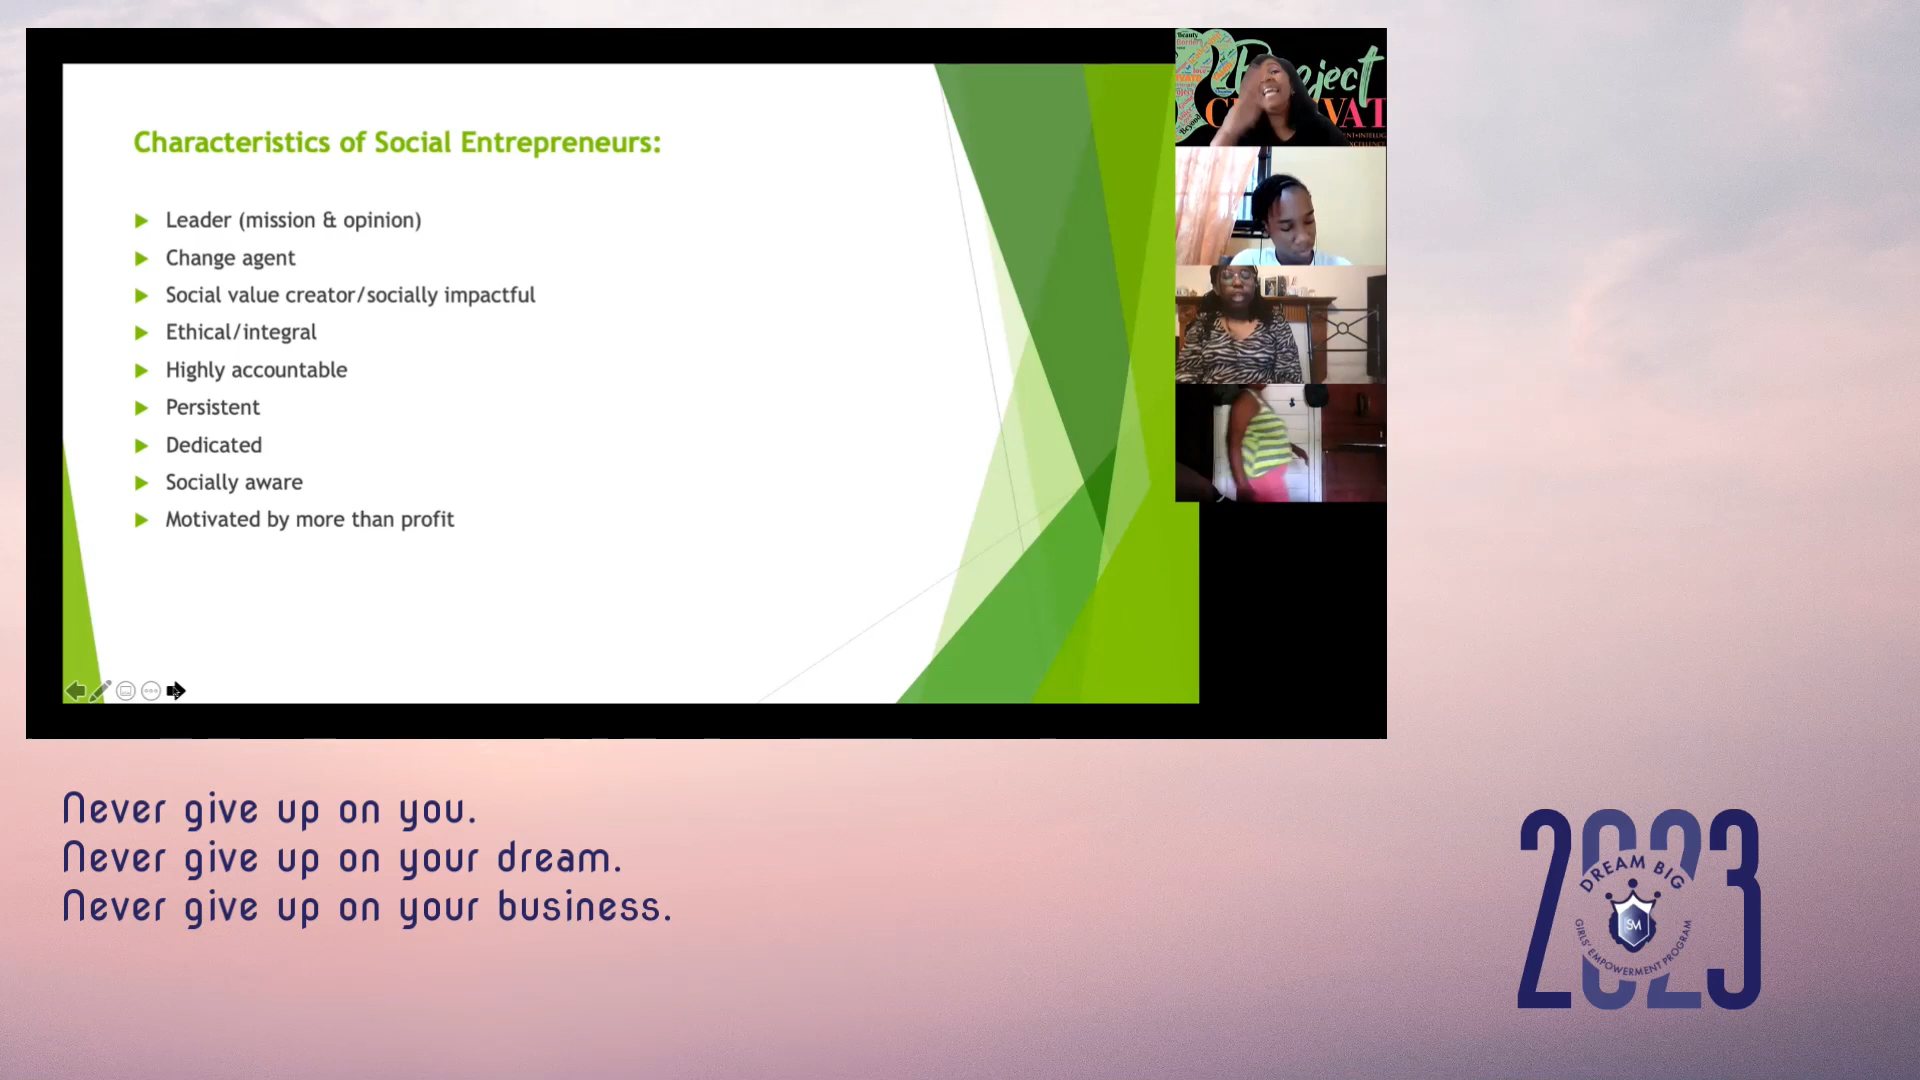 Characteristics of Social Entrepreneurs:
Leader (mission & opinion)
Change agent
Social value creator/socially impactful
Ethical/integral
Highly accountable
Persistent
Dedicated
Socially aware
Motivated by more than profit
Beauty
Beyond
Never give up on you.
Never give up on your dream.
Never give up on your business.
2023
DREAM BIG
SM
GIRLS' EMPOWERMENT PROGRAM